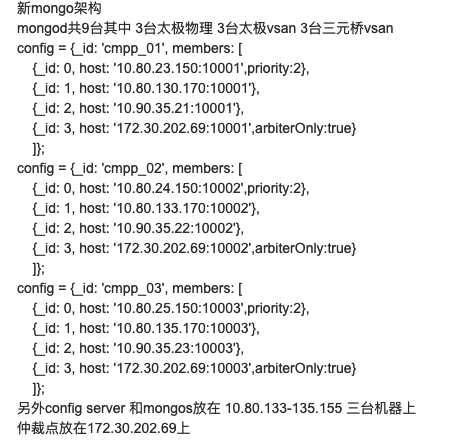 新mongo架构
mongod共9台其中 3台太极物理 3台太极vsan 3台三元桥vsan
config = {_id: 'cmpp_01', members: [
{_id: 0, host: '10.80.23.150:10001',priority:2},
{_id: 1, host: '10.80.130.170:10001'},
{_id: 2, host: '10.90.35.21:10001'},
{_id: 3, host: '172.30.202.69:10001',arbiterOnly:true}
]};
config = {_id: 'cmpp_02', members: [
{_id: 0, host: '10.80.24.150:10002',priority:2},
{_id: 1, host: '10.80.133.170:10002'},
{_id: 2, host: '10.90.35.22:10002'},
{_id: 3, host: '172.30.202.69:10002',arbiterOnly:true}
]};
config = {_id: 'cmpp_03', members: [
{_id: 0, host: '10.80.25.150:10003',priority:2},
{_id: 1, host: '10.80.135.170:10003'},
{_id: 2, host: '10.90.35.23:10003'},
{_id: 3, host: '172.30.202.69:10003',arbiterOnly:true}
]};
另外config server 和mongos放在 10.80.133-135.155 三台机器上
仲裁点放在172.30.202.69上